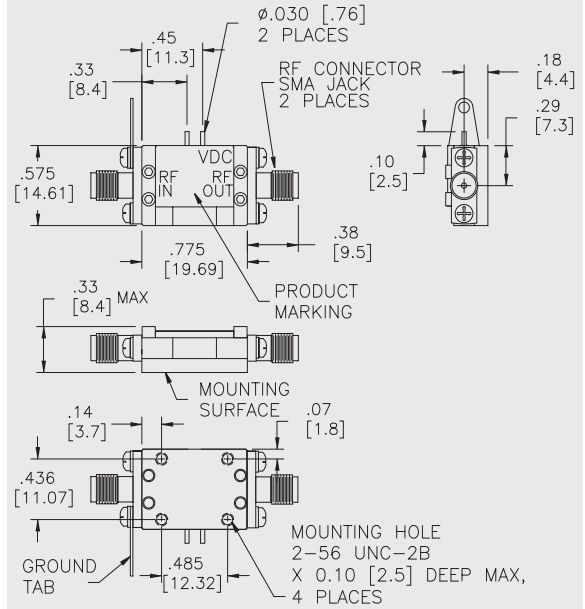 ø.030 [.76]
2 PLACES
.45
[11.3]
.33
[8.4]
RF CONNECTOR
SMA JACK
2 PLACES
.18
[4.4]
.29
[7.3]
.10
[2.5]
VDC
RF
IN
RF
OUT
.575
[14.61]
.775
[19.69]
.38
[9.5]
PRODUCT
MARKING
.33
[8.4] MAX
MOUNTING
SURFACE
.14
[3.7]
.07
[1.8]
.436
[11.07]
GROUND
TAB
.485
[12.32]
MOUNTING HOLE
2-56 UNC-2B
X 0.10 [2.5] DEEP MAX,
4 PLACES